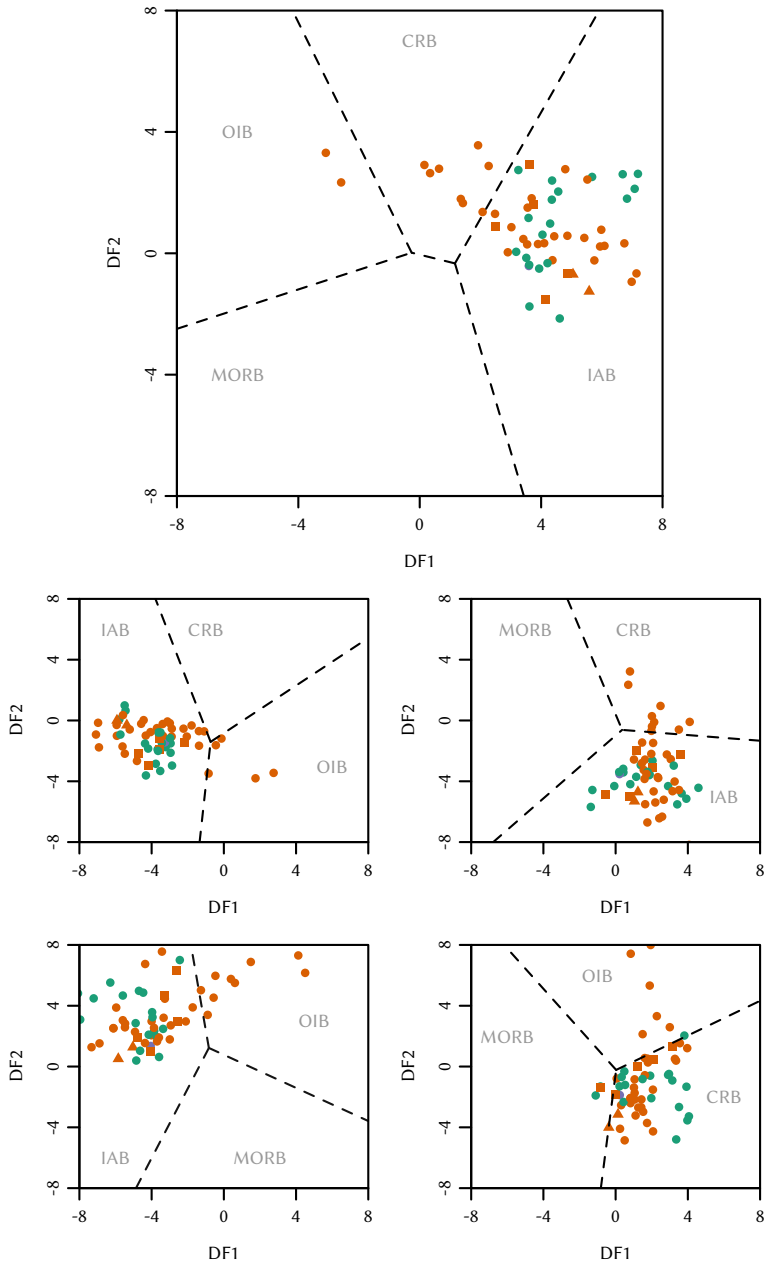 8
CRB
4
OIB
DF2
0
-4
MORB
IAB
-8
-8 -4 0 4 8
DF1
8 8
IAB CRB MORB CRB
4 4
DF2 0 DF2 0
OIB
-4 -4
IAB
-8 -8
-8 -4 0 4 8 -8 -4 0 4 8
DF1 DF1
8 8
OIB
4 4
OIB
MORB
DF2 0 DF2 0
CRB
-4 -4
IAB MORB
-8 -8
-8 -4 0 4 8 -8 -4 0 4 8
DF1 DF1